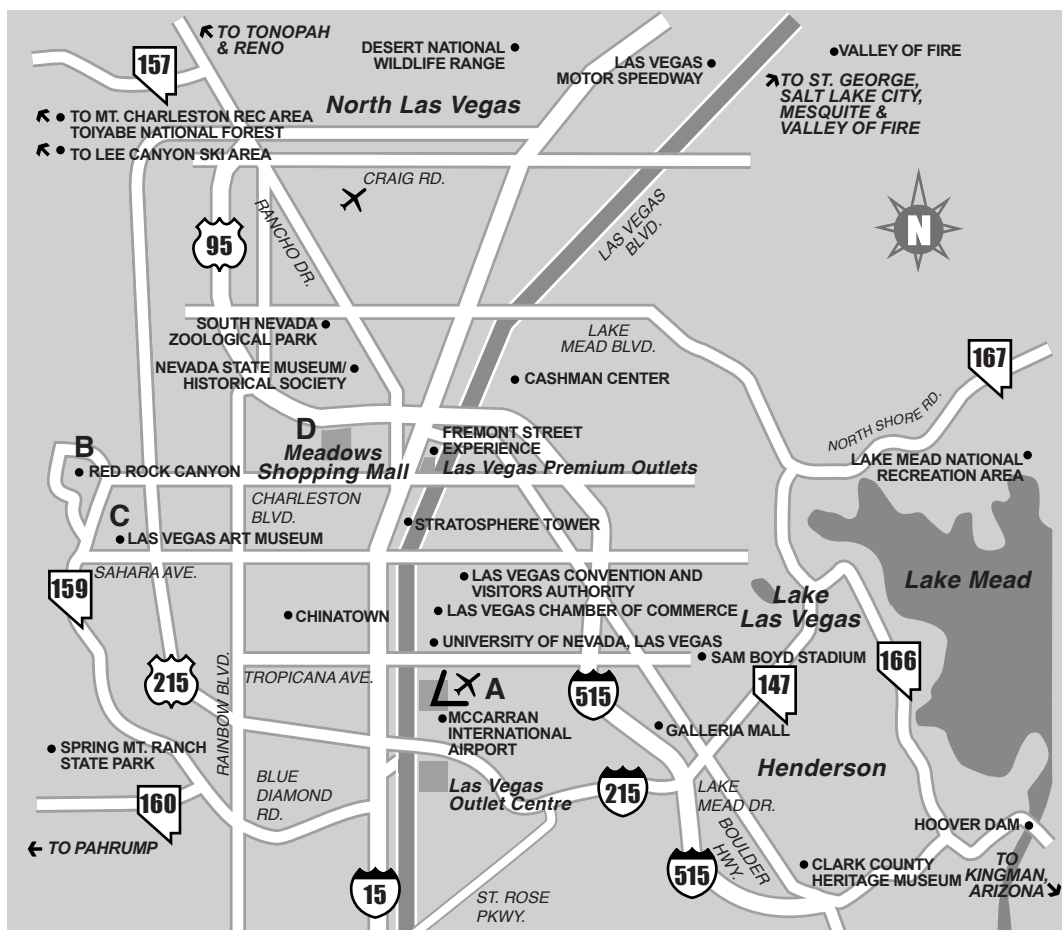 TO TONOPAH
& RENO
DESERT NATIONAL
WILDLIFE RANGE
LAS VEGAS
MOTOR SPEEDWAY
VALLEY OF FIRE
157
North Las Vegas
TO ST. GEORGE,
SALT LAKE CITY,
MESQUITE &
VALLEY OF FIRE
TO MT. CHARLESTON REC AREA
TOIYABE NATIONAL FOREST
TO LEE CANYON SKI AREA
CRAIG RD.
RANCHO DR.
LAS VEGAS
BLVD.
N
95
SOUTH NEVADA
ZOOLOGICAL PARK
LAKE
MEAD BLVD.
NEVADA STATE MUSEUM/
HISTORICAL SOCIETY
CASHMAN CENTER
167
NORTH SHORE RD.
D
Meadows
Shopping Mall
FREMONT STREET
EXPERIENCE
Las Vegas Premium Outlets
B
RED ROCK CANYON
LAKE MEAD NATIONAL
RECREATION AREA
CHARLESTON
BLVD.
C
LAS VEGAS ART MUSEUM
STRATOSPHERE TOWER
159
SAHARA AVE.
LAS VEGAS CONVENTION AND
VISITORS AUTHORITY
Lake Mead
Lake
Las Vegas
CHINATOWN
LAS VEGAS CHAMBER OF COMMERCE
UNIVERSITY OF NEVADA, LAS VEGAS
SAM BOYD STADIUM
166
215
RAINBOW BLVD.
TROPICANA AVE.
A
515
147
MCCARRAN
INTERNATIONAL
AIRPORT
GALLERIA MALL
SPRING MT. RANCH
STATE PARK
Henderson
BLUE
DIAMOND
RD.
Las Vegas
Outlet Centre
215
LAKE
MEAD DR.
160
BOULDER
HWY.
HOOVER DAM
TO PAHRUMP
15
ST. ROSE
PKWY.
515
CLARK COUNTY
HERITAGE MUSEUM
TO
KINGMAN,
ARIZONA